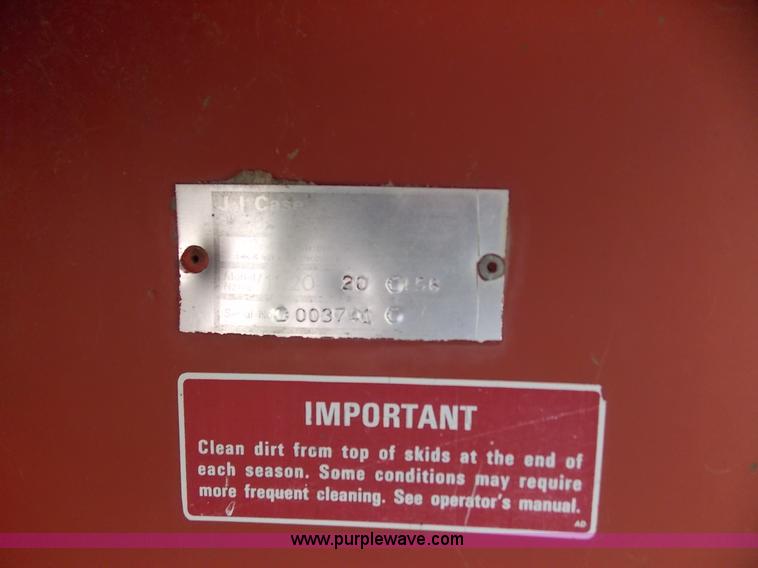 J I Case
20 20
003741
IMPORTANT
Clean dirt from top of skids at the end of
each season. Some conditions may require
more frequent cleaning. See operator's manual.
AD
www.purplewave.com